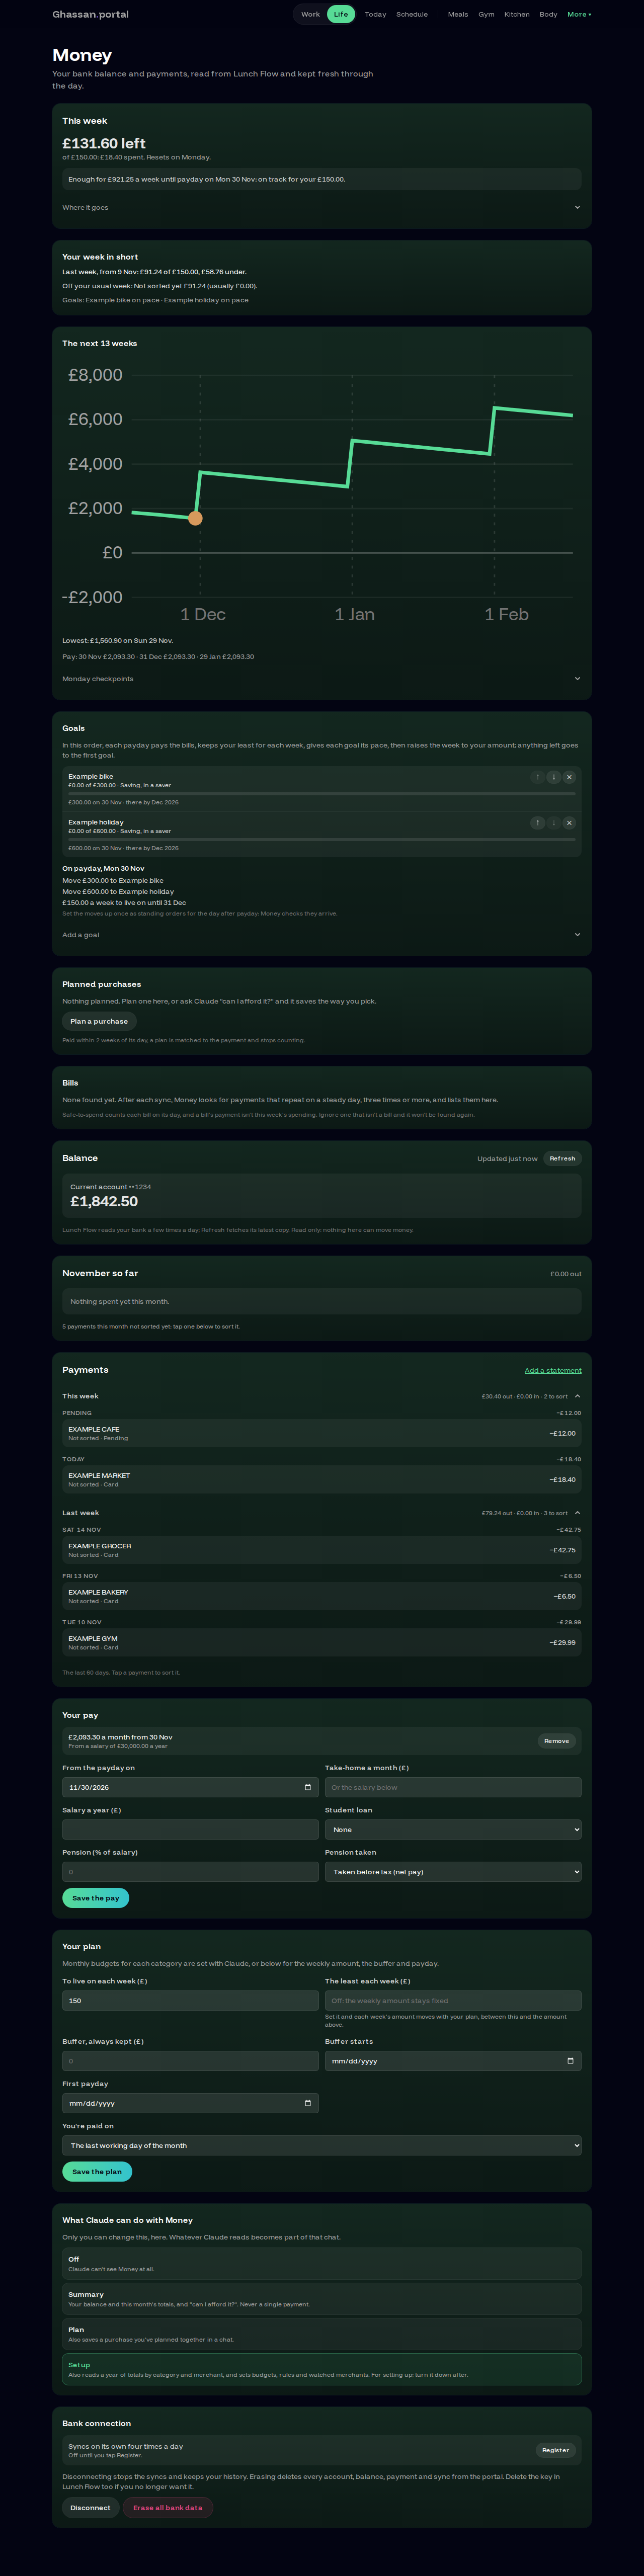 Ghassan.portal
Work Life Today Schedule Meals Gym Kitchen Body More ▾
Money
Your bank balance and payments, read from Lunch Flow and kept fresh through
the day.
This week
£131.60 left
of £150.00: £18.40 spent. Resets on Monday.
Enough for £921.25 a week until payday on Mon 30 Nov: on track for your £150.00.
Where it goes
Your week in short
Last week, from 9 Nov: £91.24 of £150.00, £58.76 under.
Off your usual week: Not sorted yet £91.24 (usually £0.00).
Goals: Example bike on pace · Example holiday on pace
The next 13 weeks
£8,000
£6,000
£4,000
£2,000
£0
-£2,000
1 Dec 1 Jan 1 Feb
Lowest: £1,560.90 on Sun 29 Nov.
Pay: 30 Nov £2,093.30 · 31 Dec £2,093.30 · 29 Jan £2,093.30
Monday checkpoints
Goals
In this order, each payday pays the bills, keeps your least for each week, gives each goal its pace, then raises the week to your amount; anything left goes
to the first goal.
Example bike ↑ ↓ ×
£0.00 of £300.00 · Saving, in a saver
£300.00 on 30 Nov · there by Dec 2026
Example holiday ↑ ↓ ×
£0.00 of £600.00 · Saving, in a saver
£600.00 on 30 Nov · there by Dec 2026
On payday, Mon 30 Nov
Move £300.00 to Example bike
Move £600.00 to Example holiday
£150.00 a week to live on until 31 Dec
Set the moves up once as standing orders for the day after payday; Money checks they arrive.
Add a goal
Planned purchases
Nothing planned. Plan one here, or ask Claude "can I afford it?" and it saves the way you pick.
Plan a purchase
Paid within 2 weeks of its day, a plan is matched to the payment and stops counting.
Bills
None found yet. After each sync, Money looks for payments that repeat on a steady day, three times or more, and lists them here.
Safe-to-spend counts each bill on its day, and a bill's payment isn't this week's spending. Ignore one that isn't a bill and it won't be found again.
Balance Updated just now Refresh
Current account ••1234
£1,842.50
Lunch Flow reads your bank a few times a day; Refresh fetches its latest copy. Read only: nothing here can move money.
November so far £0.00 out
Nothing spent yet this month.
5 payments this month not sorted yet: tap one below to sort it.
Payments Add a statement
This week £30.40 out · £0.00 in · 2 to sort
PENDING −£12.00
EXAMPLE CAFE −£12.00
Not sorted · Pending
TODAY −£18.40
EXAMPLE MARKET −£18.40
Not sorted · Card
Last week £79.24 out · £0.00 in · 3 to sort
SAT 14 NOV −£42.75
EXAMPLE GROCER −£42.75
Not sorted · Card
FRI 13 NOV −£6.50
EXAMPLE BAKERY −£6.50
Not sorted · Card
TUE 10 NOV −£29.99
EXAMPLE GYM −£29.99
Not sorted · Card
The last 60 days. Tap a payment to sort it.
Your pay
£2,093.30 a month from 30 Nov Remove
From a salary of £30,000.00 a year
From the payday on Take-home a month (£)
11/30/2026 Or the salary below
Salary a year (£) Student loan
None
Pension (% of salary) Pension taken
0 Taken before tax (net pay)
Save the pay
Your plan
Monthly budgets for each category are set with Claude, or below for the weekly amount, the buffer and payday.
To live on each week (£) The least each week (£)
150 Off: the weekly amount stays fixed
Set it and each week's amount moves with your plan, between this and the amount
above.
Buffer, always kept (£) Buffer starts
0 mm/dd/yyyy
First payday
mm/dd/yyyy
You're paid on
The last working day of the month
Save the plan
What Claude can do with Money
Only you can change this, here. Whatever Claude reads becomes part of that chat.
Off
Claude can't see Money at all.
Summary
Your balance and this month's totals, and "can I afford it?". Never a single payment.
Plan
Also saves a purchase you've planned together in a chat.
Setup
Also reads a year of totals by category and merchant, and sets budgets, rules and watched merchants. For setting up; turn it down after.
Bank connection
Syncs on its own four times a day Register
Off until you tap Register.
Disconnecting stops the syncs and keeps your history. Erasing deletes every account, balance, payment and sync from the portal. Delete the key in
Lunch Flow too if you no longer want it.
Disconnect Erase all bank data